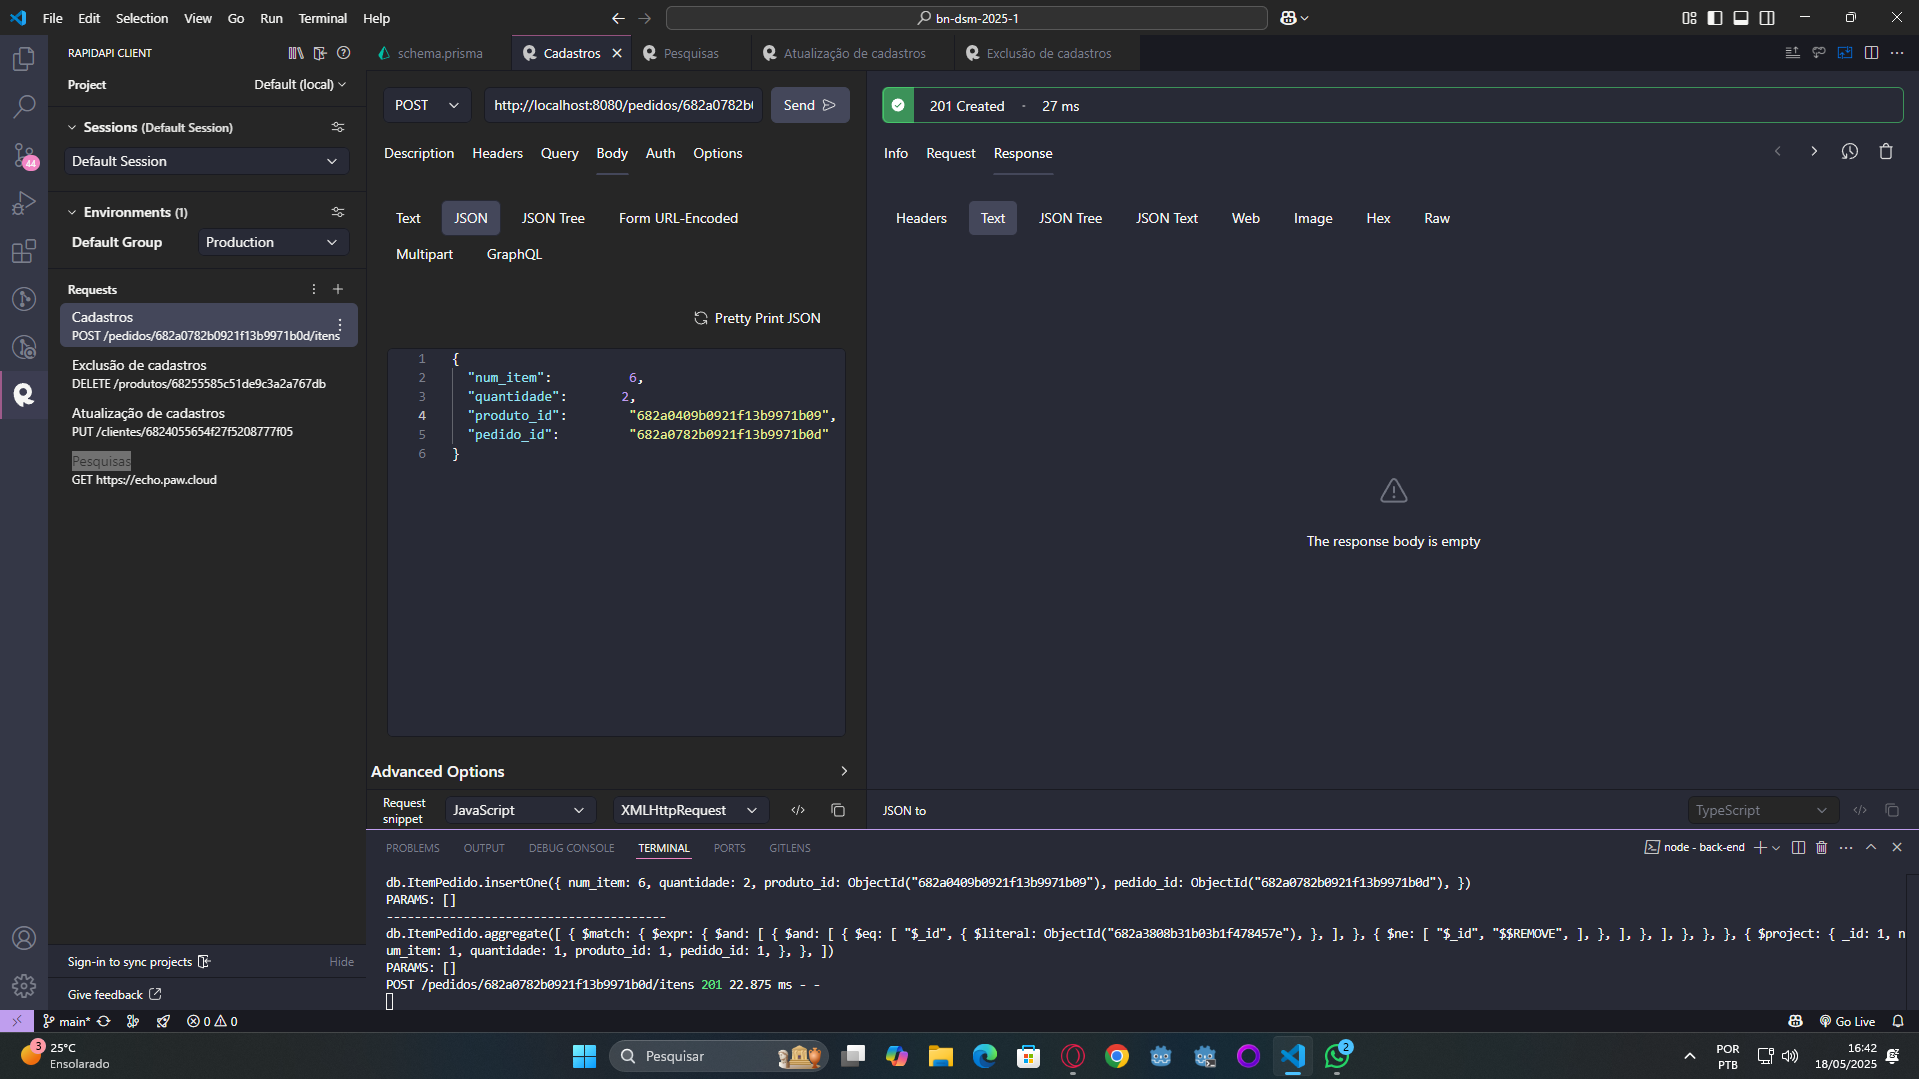 File Edit Selection View Go Run Terminal Help
bn-dsm-2025-1
RAPIDAPI CLIENT
Project
Default (local)
Sessions (Default Session)
Default Session
Environments (1)
Default Group
Production
Requests
Cadastros
POST /pedidos/682a0782b0921f13b9971b0d/itens
Exclusão de cadastros
DELETE /produtos/68255585c51de9c3a2a767db
Atualização de cadastros
PUT /clientes/6824055654f27f5208777f05
Pesquisas
GET https://echo.paw.cloud
Sign-in to sync projects
Hide
Give feedback
44
schema.prisma
Cadastros
Pesquisas
Atualização de cadastros
Exclusão de cadastros
POST
http://localhost:8080/pedidos/682a0782b
Send
Description Headers Query Body Auth Options
Text JSON JSON Tree Form URL-Encoded
Multipart GraphQL
Pretty Print JSON
1 {
2 "num_item": 6,
3 "quantidade": 2,
4 "produto_id": "682a0409b0921f13b9971b09",
5 "pedido_id": "682a0782b0921f13b9971b0d"
6 }
Advanced Options
Request snippet
JavaScript
XMLHttpRequest
201 Created - 27 ms
Info Request Response
Headers Text JSON Tree JSON Text Web Image Hex Raw
The response body is empty
JSON to
TypeScript
PROBLEMS OUTPUT DEBUG CONSOLE TERMINAL PORTS GITLENS
node - back-end
db.ItemPedido.insertOne({ num_item: 6, quantidade: 2, produto_id: ObjectId("682a0409b0921f13b9971b09"), pedido_id: ObjectId("682a0782b0921f13b9971b0d"), })
PARAMS: []
----------------------------------------
db.ItemPedido.aggregate([ { $match: { $expr: { $and: [ { $and: [ { $eq: [ "$_id", { $literal: ObjectId("682a3808b31b03b1f478457e"), }, ], }, { $ne: [ "$_id", "$$REMOVE", ], }, ], }, ], }, }, }, { $project: { _id: 1, n
um_item: 1, quantidade: 1, produto_id: 1, pedido_id: 1, }, }, ])
PARAMS: []
POST /pedidos/682a0782b0921f13b9971b0d/itens 201 22.875 ms - -
main*
0 0
Go Live
3
25°C
Ensolarado
Pesquisar
2
POR
PTB
16:42
18/05/2025